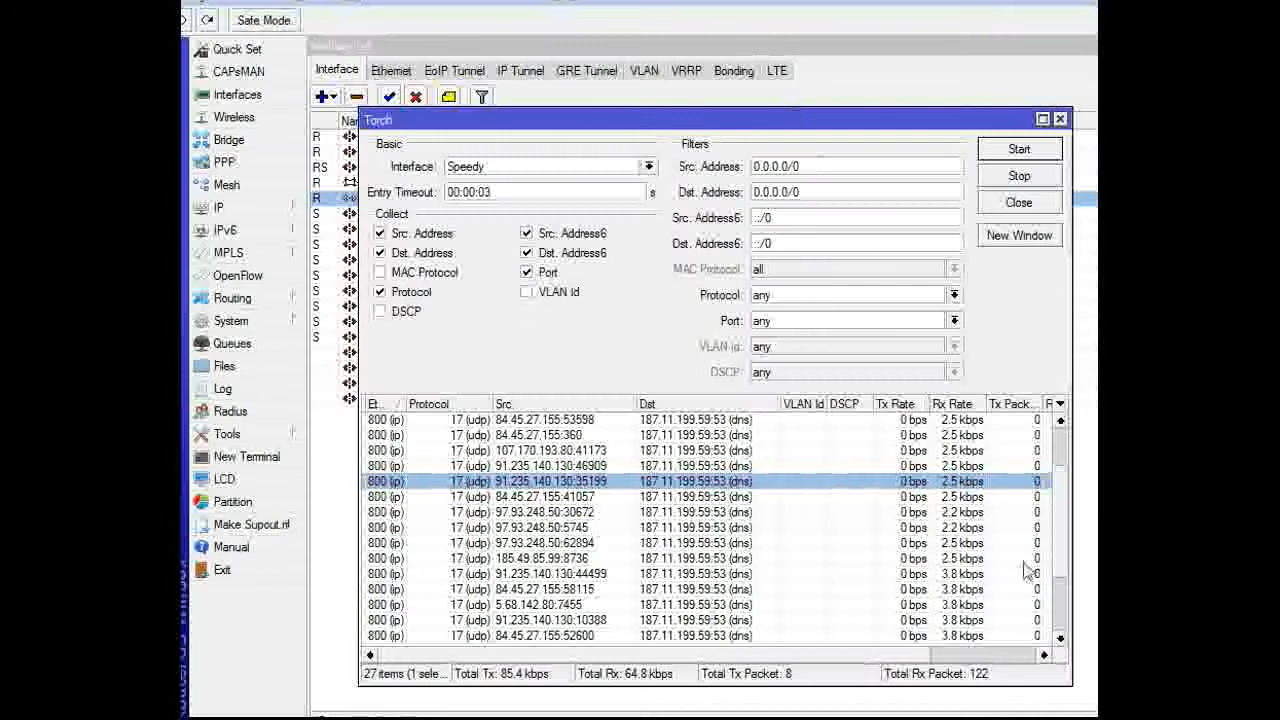 Safe Mode
Quick Set
CAPsMAN
Interfaces
Wireless
Bridge
PPP
Mesh
IP
IPv6
MPLS
OpenFlow
Routing
System
Queues
Files
Log
Radius
Tools
New Terminal
LCD
Partition
Make Supout.rif
Manual
Exit
Interface Ethernet EoIP Tunnel IP Tunnel GRE Tunnel VLAN VRRP Bonding LTE
Torch
Basic
Interface: Speedy
Entry Timeout: 00:00:03 s
Collect
Src. Address Src. Address6
Dst. Address Dst. Address6
MAC Protocol Port
Protocol VLAN Id
DSCP
Filters
Src. Address: 0.0.0.0/0
Dst. Address: 0.0.0.0/0
Src. Address6: ::/0
Dst. Address6: ::/0
MAC Protocol: all
Protocol: any
Port: any
VLAN Id: any
DSCP: any
Start
Stop
Close
New Window
Et... Protocol Src. Dst VLAN Id DSCP Tx Rate Rx Rate Tx Pack... R
800 (ip) 17 (udp) 84.45.27.155:53598 187.11.199.59:53 (dns) 0 bps 2.5 kbps 0
800 (ip) 17 (udp) 84.45.27.155:360 187.11.199.59:53 (dns) 0 bps 2.5 kbps 0
800 (ip) 17 (udp) 107.170.193.80:41173 187.11.199.59:53 (dns) 0 bps 2.5 kbps 0
800 (ip) 17 (udp) 91.235.140.130:46909 187.11.199.59:53 (dns) 0 bps 2.5 kbps 0
800 (ip) 17 (udp) 91.235.140.130:35199 187.11.199.59:53 (dns) 0 bps 2.5 kbps 0
800 (ip) 17 (udp) 84.45.27.155:41057 187.11.199.59:53 (dns) 0 bps 2.5 kbps 0
800 (ip) 17 (udp) 97.93.248.50:30672 187.11.199.59:53 (dns) 0 bps 2.2 kbps 0
800 (ip) 17 (udp) 97.93.248.50:5745 187.11.199.59:53 (dns) 0 bps 2.2 kbps 0
800 (ip) 17 (udp) 97.93.248.50:62894 187.11.199.59:53 (dns) 0 bps 2.5 kbps 0
800 (ip) 17 (udp) 185.49.85.99:8736 187.11.199.59:53 (dns) 0 bps 2.5 kbps 0
800 (ip) 17 (udp) 91.235.140.130:44499 187.11.199.59:53 (dns) 0 bps 3.8 kbps 0
800 (ip) 17 (udp) 84.45.27.155:58115 187.11.199.59:53 (dns) 0 bps 3.8 kbps 0
800 (ip) 17 (udp) 5.68.142.80:7455 187.11.199.59:53 (dns) 0 bps 3.8 kbps 0
800 (ip) 17 (udp) 91.235.140.130:10388 187.11.199.59:53 (dns) 0 bps 3.8 kbps 0
800 (ip) 17 (udp) 84.45.27.155:52600 187.11.199.59:53 (dns) 0 bps 3.8 kbps 0
27 items (1 sele... Total Tx: 85.4 kbps Total Rx: 64.8 kbps Total Tx Packet: 8 Total Rx Packet: 122
R
R
RS
R
R
S
S
S
S
S
S
S
S
S